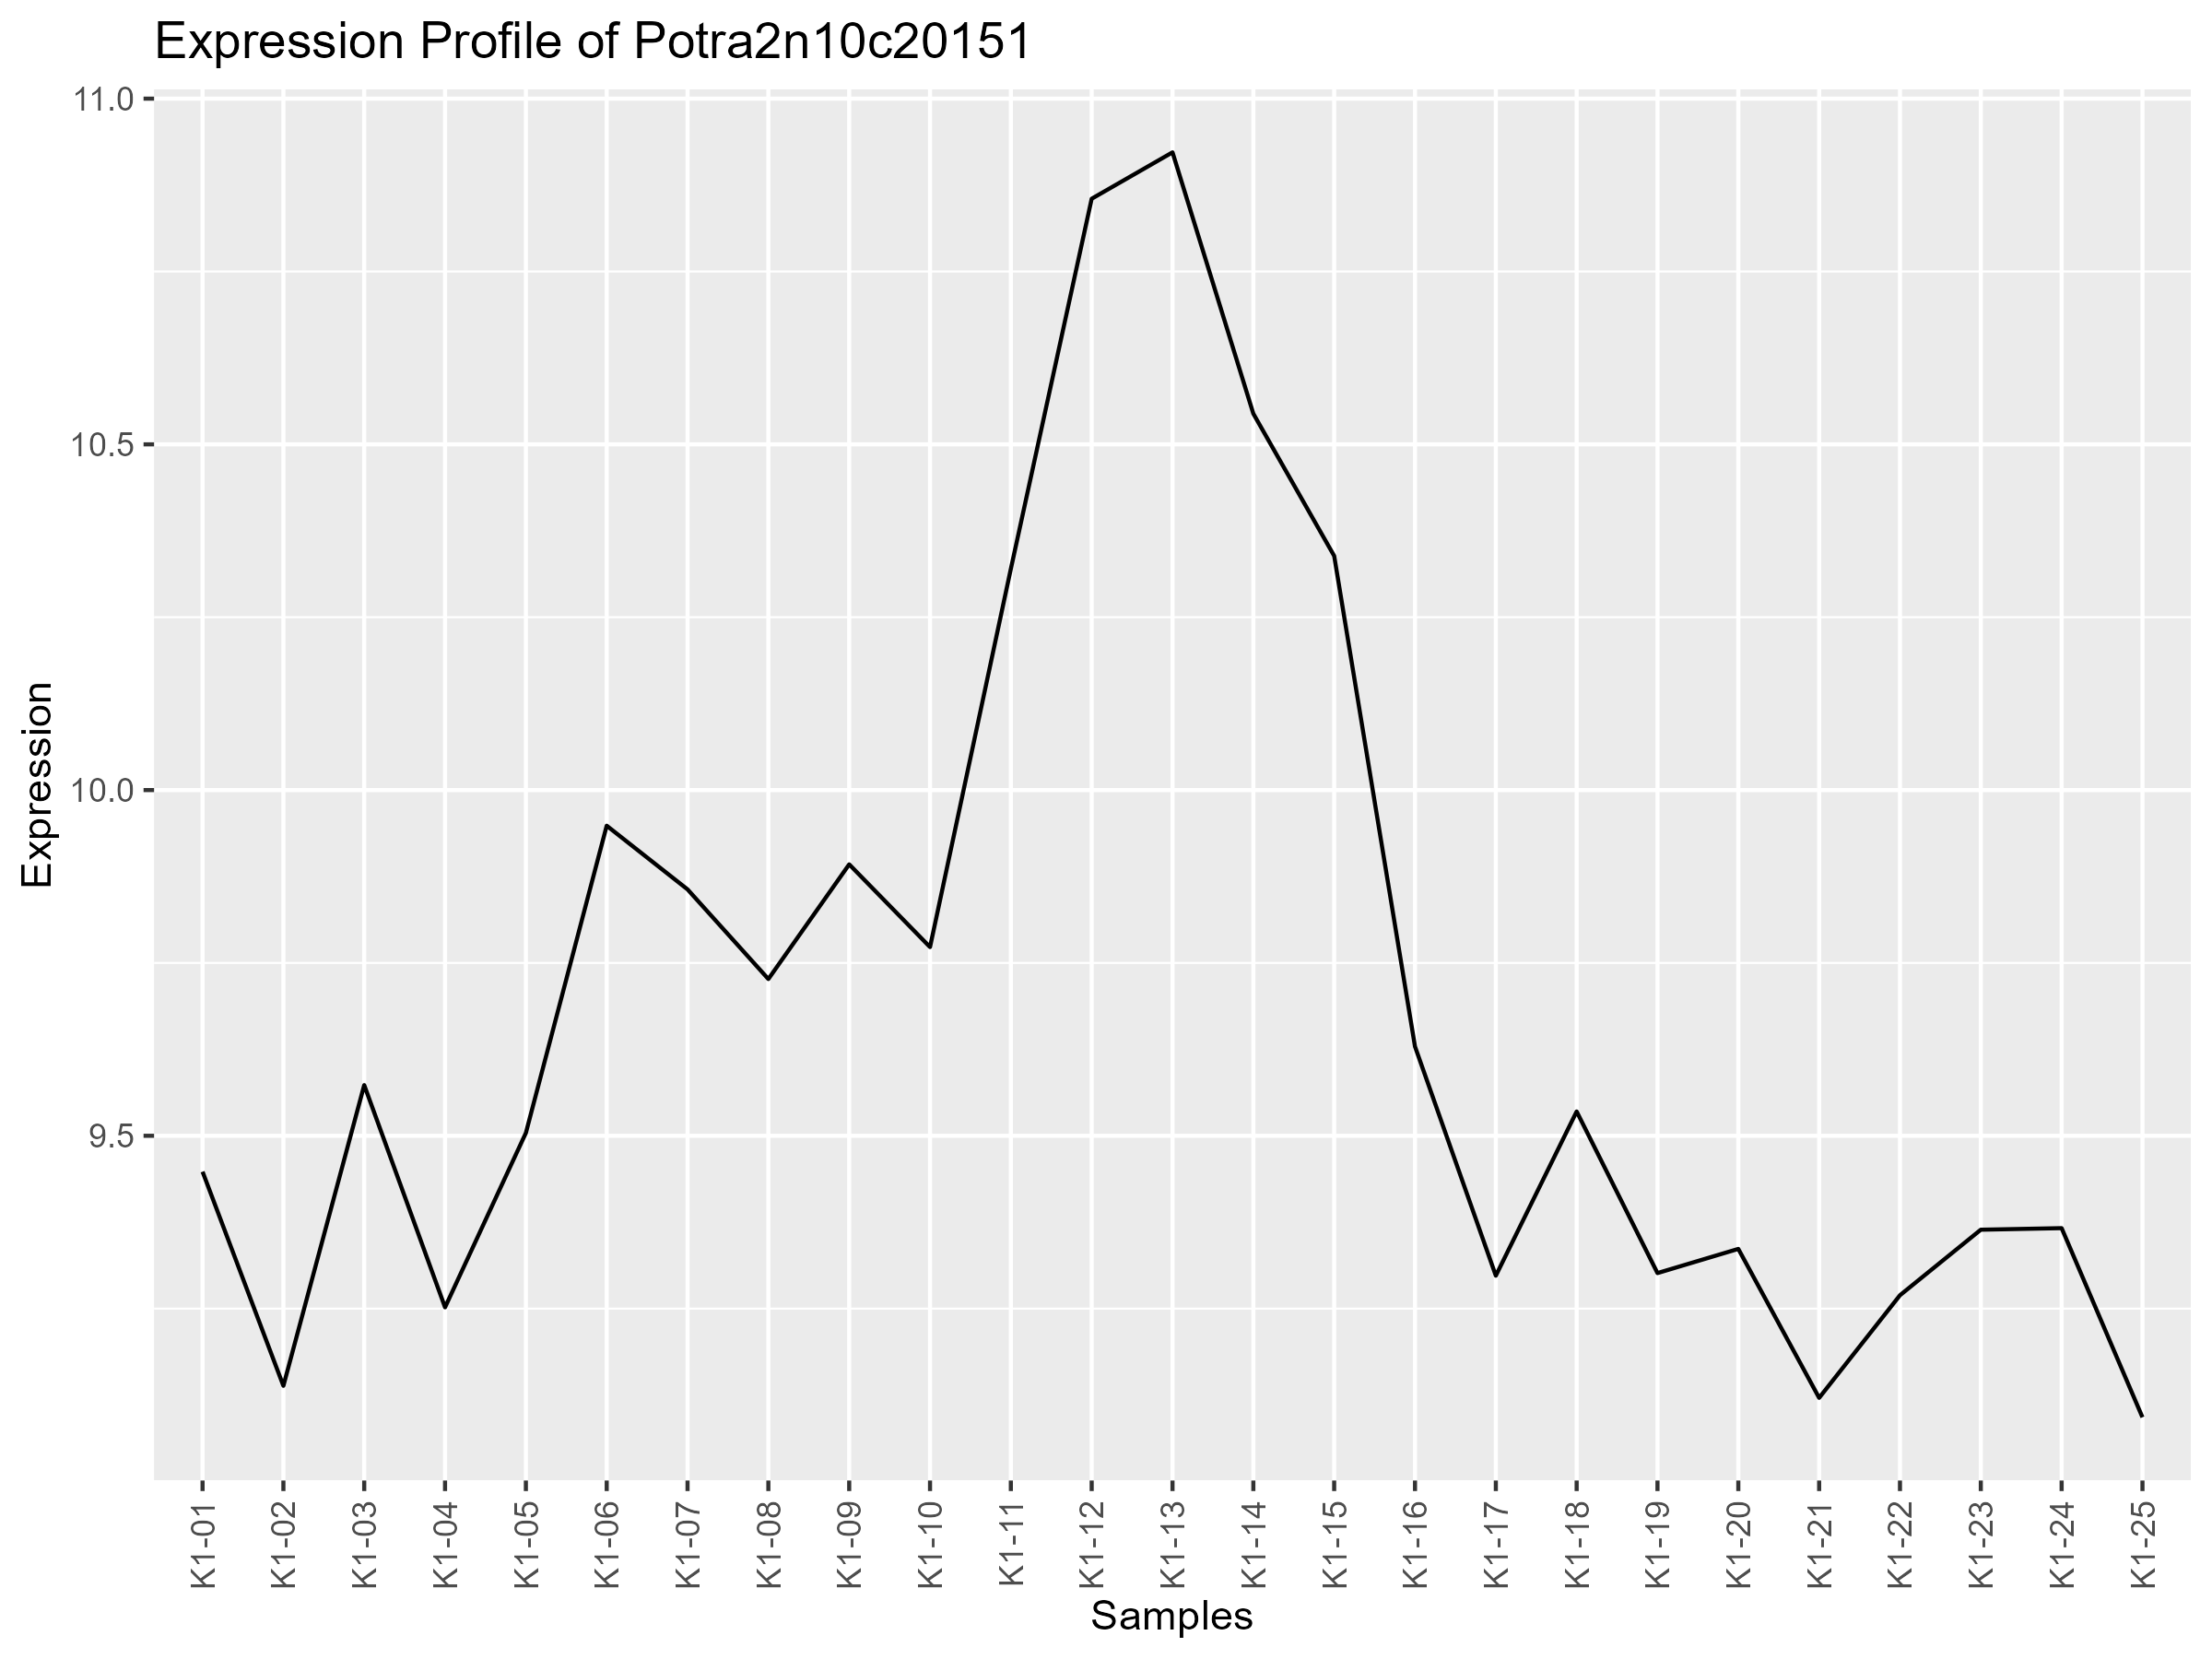 Expression Profile of Potra2n10c20151
11.0
10.5
10.0
9.5
Expression
K1-01
K1-02
K1-03
K1-04
K1-05
K1-06
K1-07
K1-08
K1-09
K1-10
K1-11
K1-12
K1-13
K1-14
K1-15
K1-16
K1-17
K1-18
K1-19
K1-20
K1-21
K1-22
K1-23
K1-24
K1-25
Samples